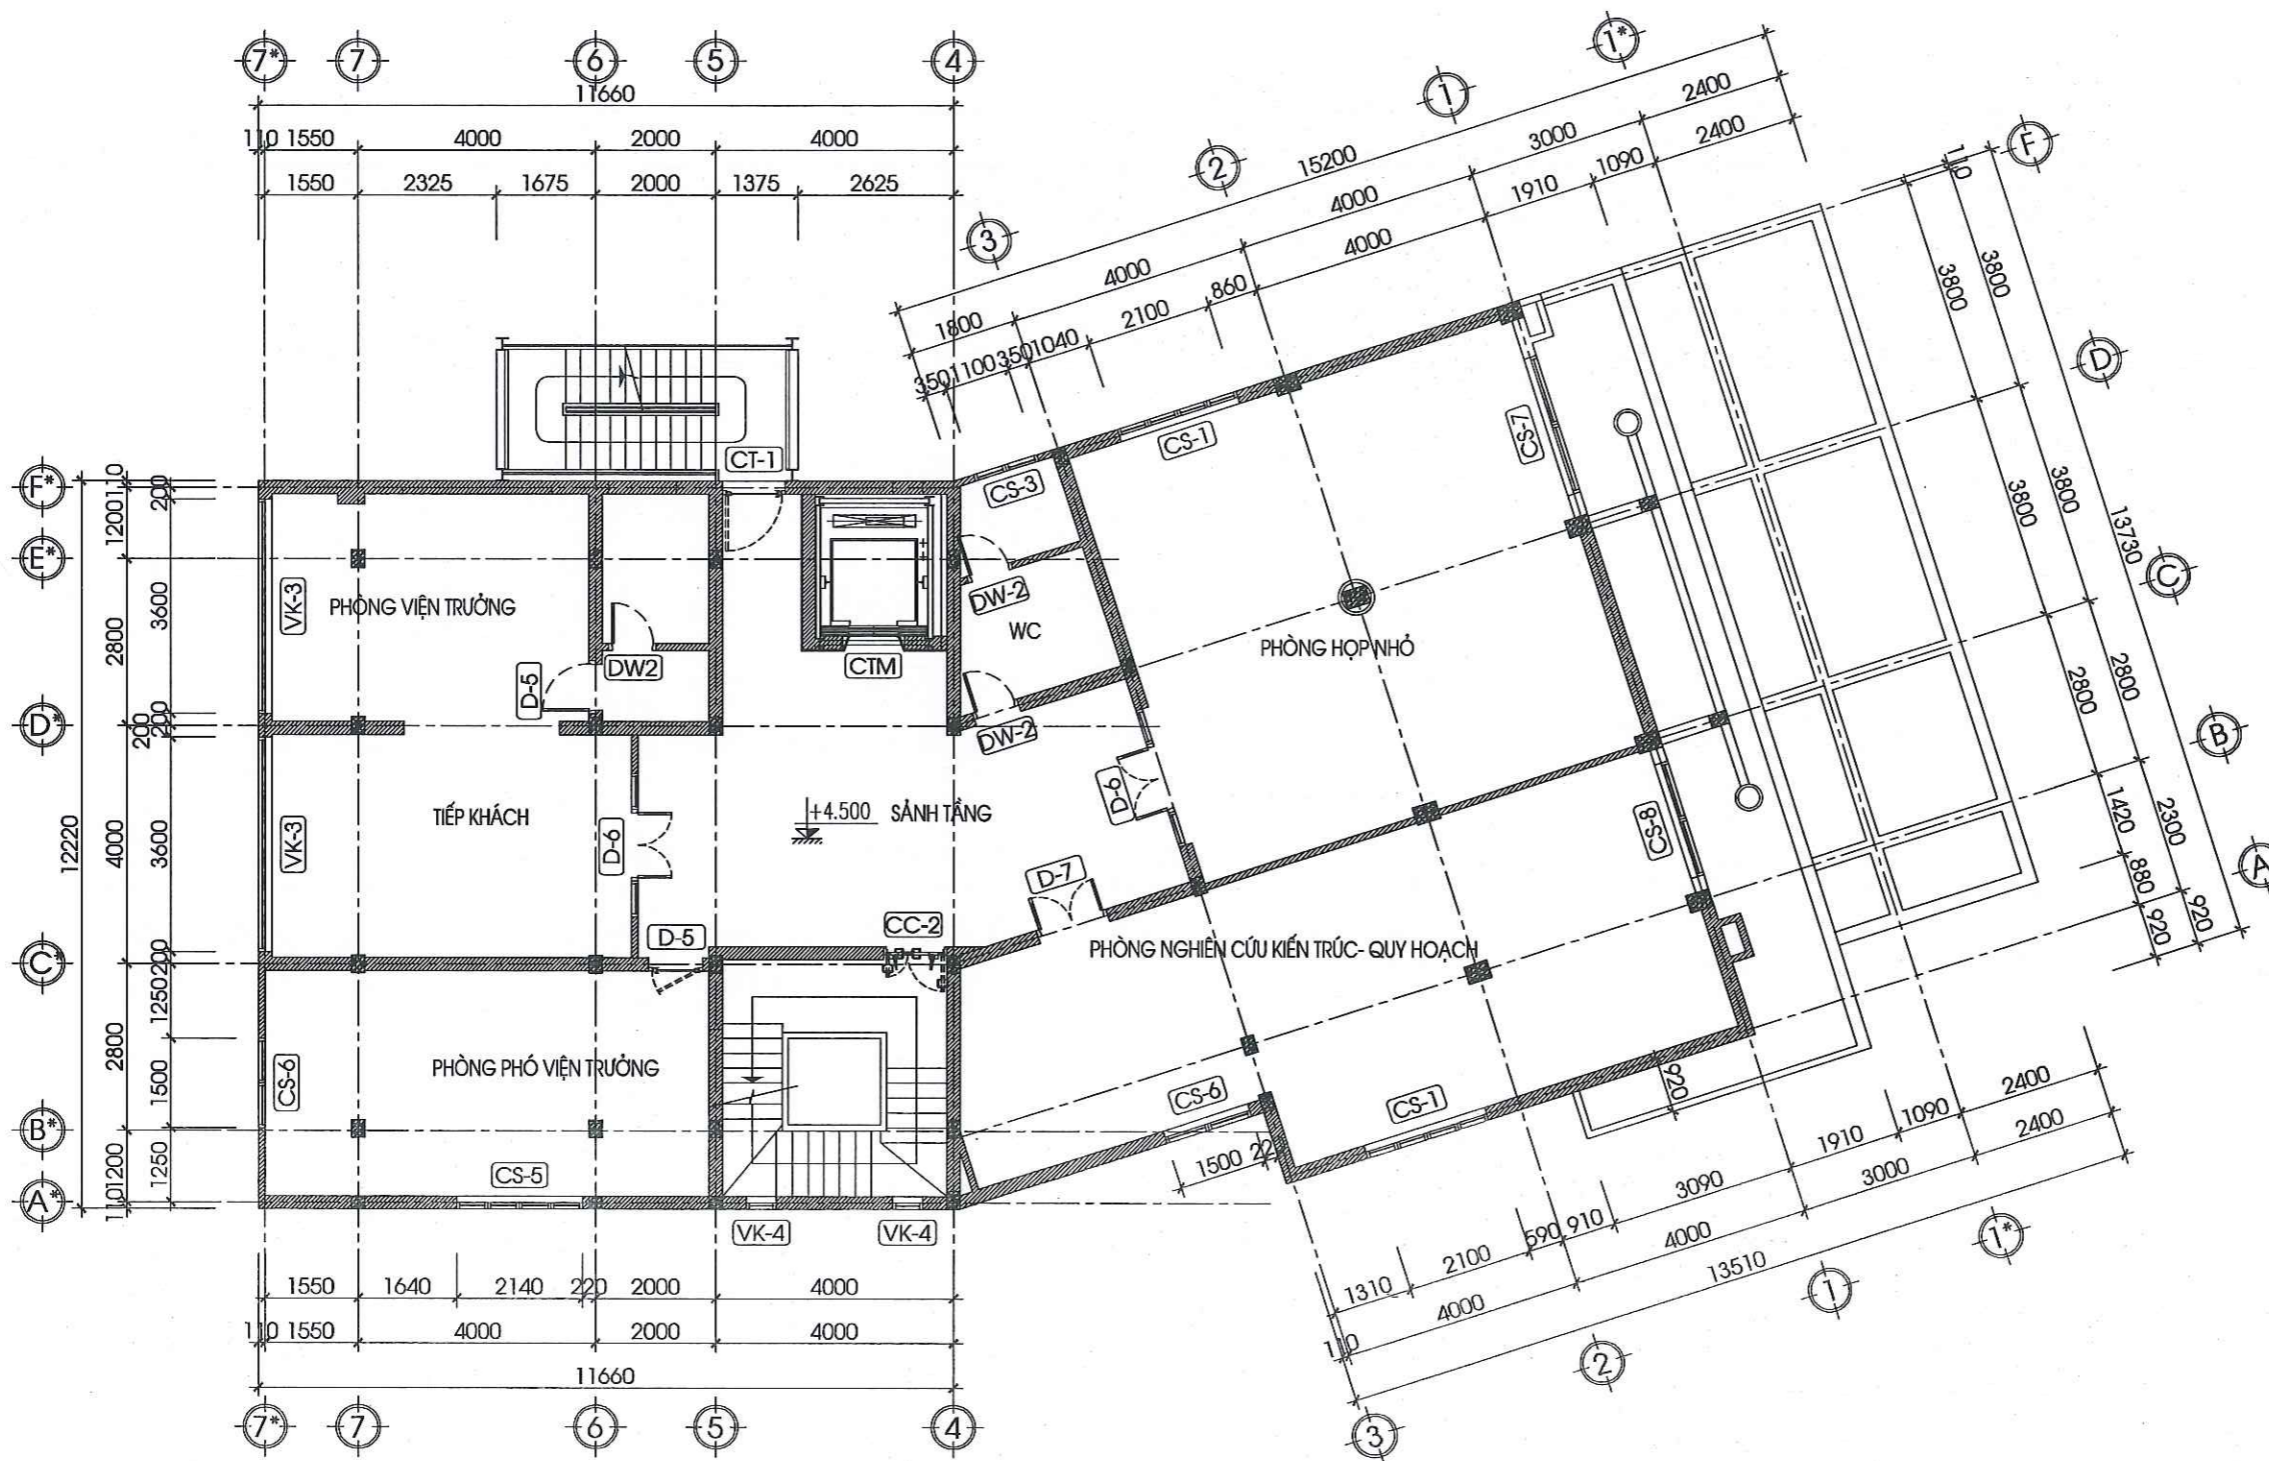 7* 7 6 5 4
11660
110 1550 4000 2000 4000
1550 2325 1675 2000 1375 2625
3 2 1 1*
15200
1800 4000 4000 3000 2400
350 1100 350 1040 2100 860 4000 1910 1090 2400
F D C B A
110
3800 3800 2800 1420 880 920
3800 3800 2800 2300 920
13730
F* E* D* C* B* A*
12220
110 1200 2800 200 4000 2800 1200 110
200 3600 200 3600 200 1250 1500 1250
CT-1
CS-3
CS-1
CS-7
VK-3
PHÒNG VIỆN TRƯỞNG
D-5
DW2
CTM
DW-2
WC
DW-2
PHÒNG HỌP NHỎ
VK-3
TIẾP KHÁCH
D-6
+4.500
SẢNH TẦNG
D-6
D-7
CS-8
D-5
CC-2
PHÒNG NGHIÊN CỨU KIẾN TRÚC- QUY HOẠCH
CS-6
PHÒNG PHÓ VIỆN TRƯỞNG
CS-5
VK-4
VK-4
CS-6
CS-1
920
1500 22
1310 2100 590 910 3090 1910 1090 2400
110 4000 4000 3000 2400
13510
3 2 1 1*
1550 1640 2140 220 2000 4000
110 1550 4000 2000 4000
11660
7* 7 6 5 4